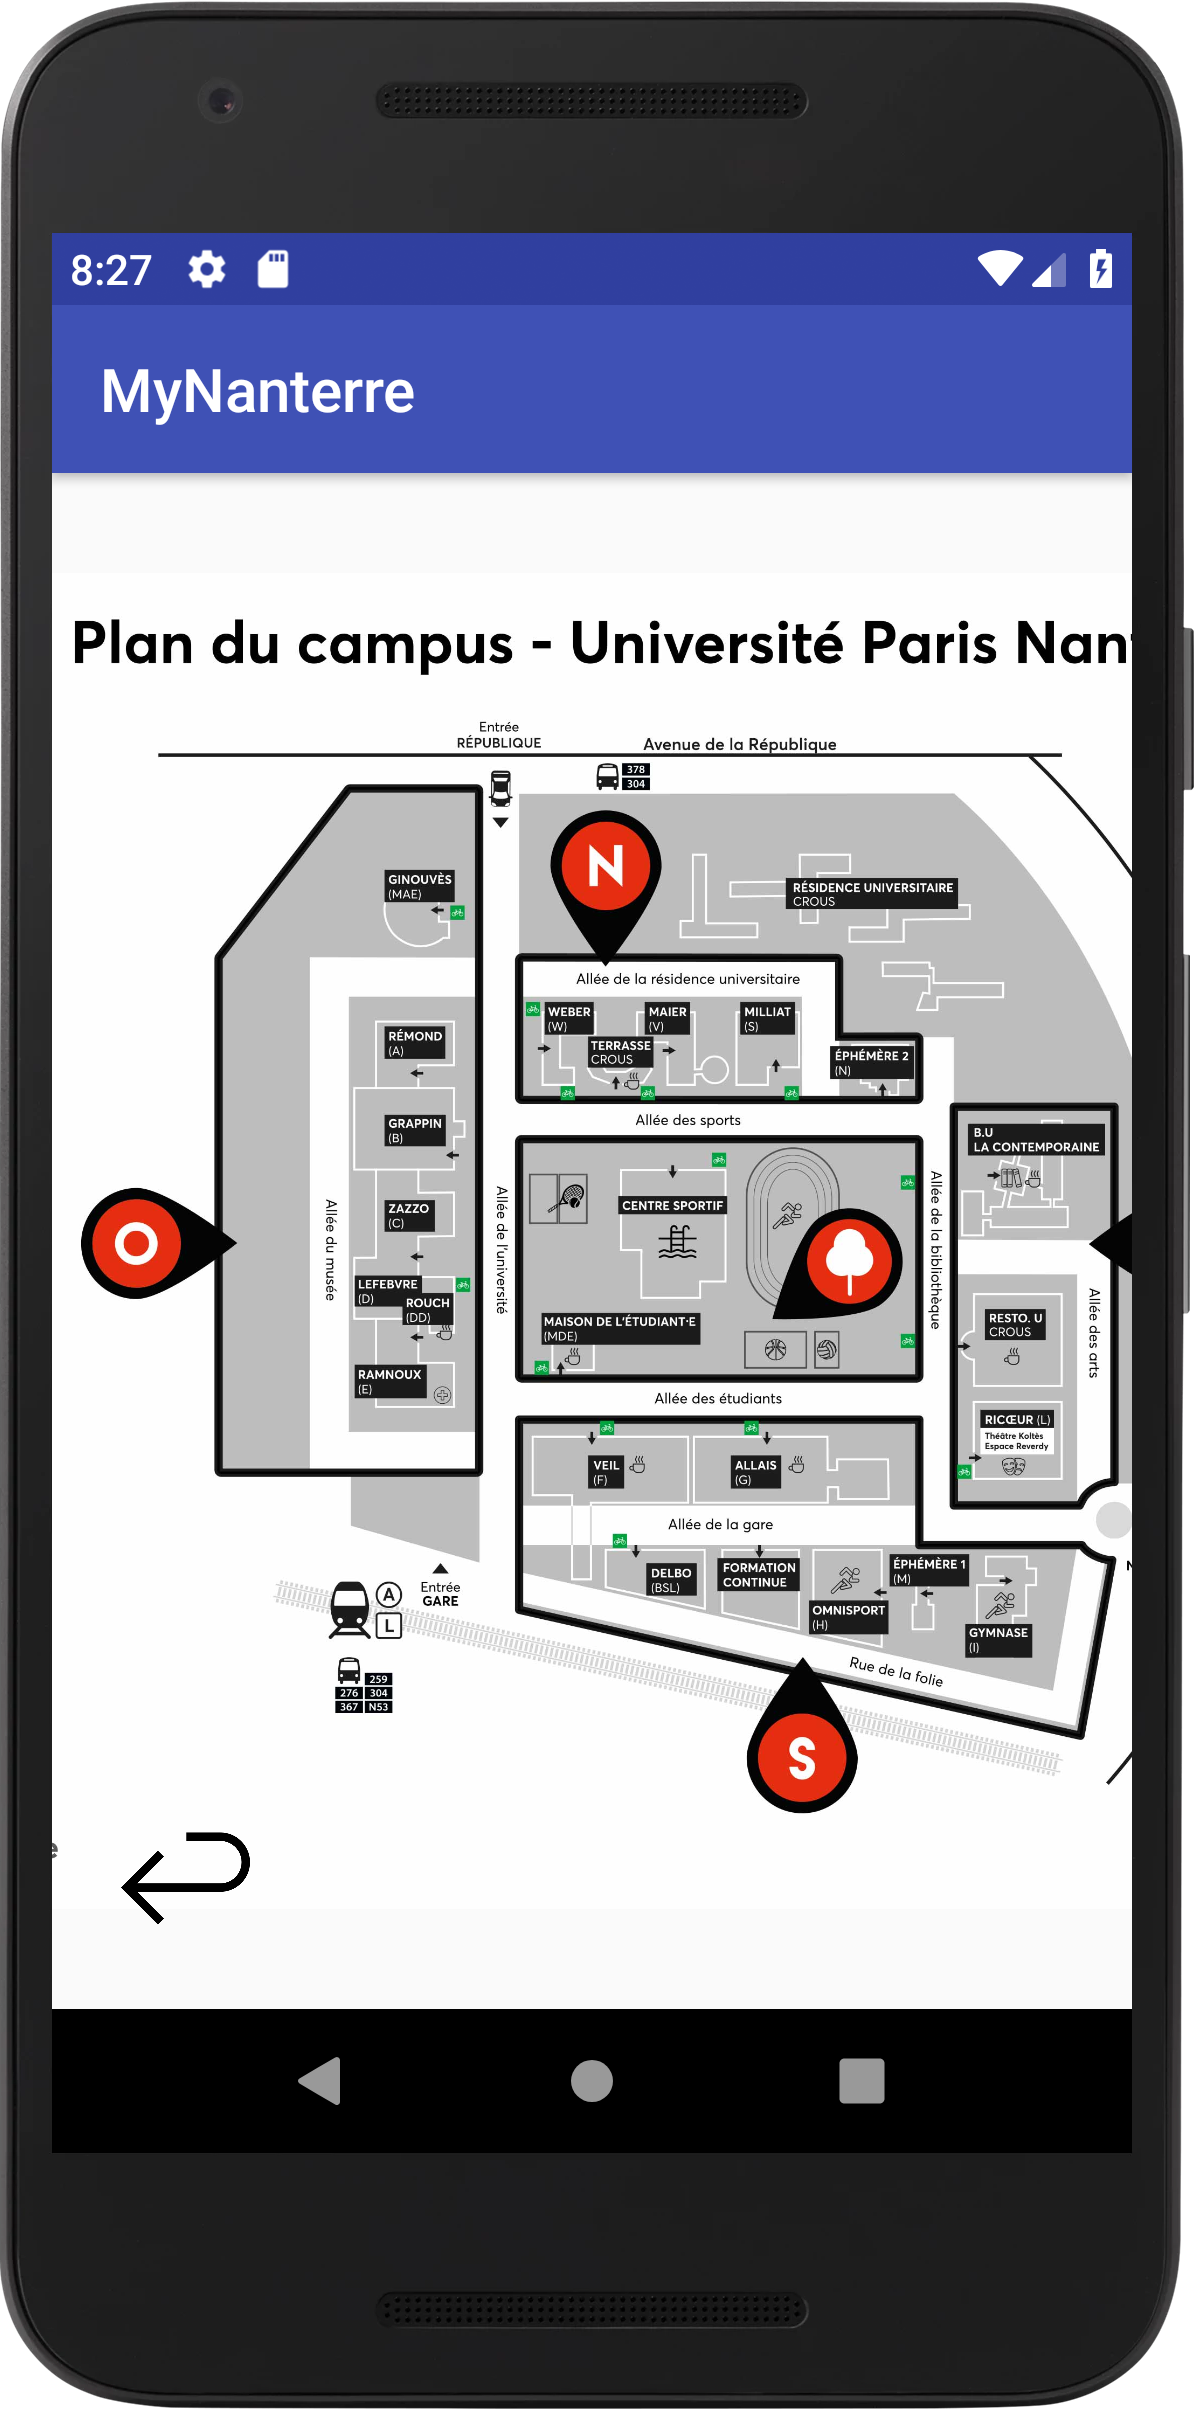 8:27
MyNanterre
Plan du campus - Université Paris Nan
Entrée
RÉPUBLIQUE
Avenue de la République
378
304
N
GINOUVÈS
(MAE)
RÉSIDENCE UNIVERSITAIRE
CROUS
Allée de la résidence universitaire
WEBER
(W)
MAIER
(V)
MILLIAT
(S)
TERRASSE
CROUS
ÉPHÉMÈRE 2
(N)
RÉMOND
(A)
GRAPPIN
(B)
ZAZZO
(C)
LEFEBVRE
(D)
ROUCH
(DD)
RAMNOUX
(E)
O
Allée du musée
Allée de l'université
Allée des sports
CENTRE SPORTIF
MAISON DE L'ÉTUDIANT·E
(MDE)
Allée de la bibliothèque
B.U
LA CONTEMPORAINE
RESTO. U
CROUS
Allée des arts
RICŒUR (L)
Théâtre Koltès
Espace Reverdy
Allée des étudiants
VEIL
(F)
ALLAIS
(G)
Allée de la gare
DELBO
(BSL)
FORMATION
CONTINUE
OMNISPORT
(H)
ÉPHÉMÈRE 1
(M)
GYMNASE
(I)
Rue de la folie
Entrée
GARE
A
L
259
276 304
367 N53
S